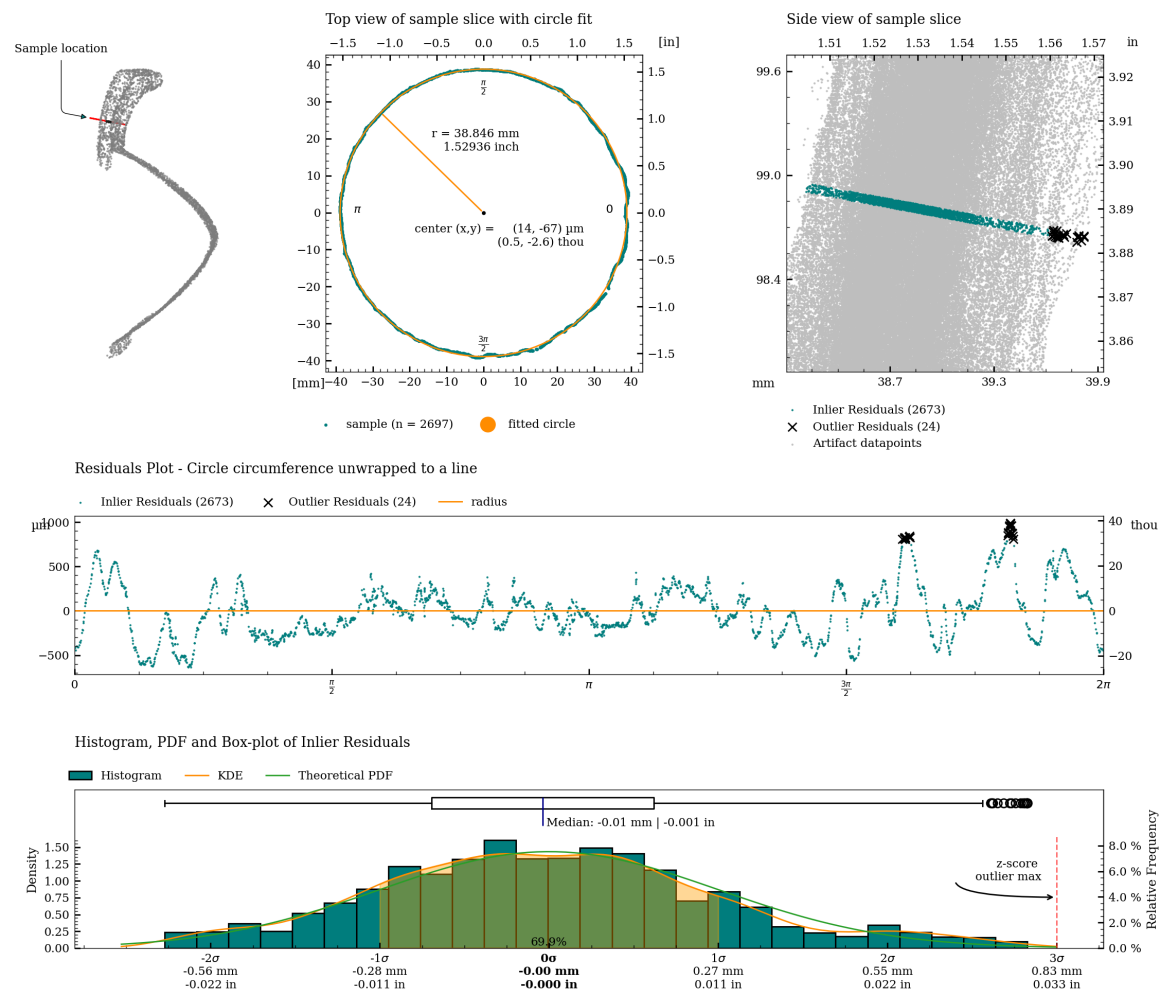 Sample location
Top view of sample slice with circle fit
−1.5 −1.0 −0.5 0.0 0.5 1.0 1.5 [in]
40
30
20
10
0
−10
−20
−30
−40
1.5
1.0
0.5
0.0
−0.5
−1.0
−1.5
π/2
r = 38.846 mm
1.52936 inch
π
0
center (x,y) = (14, -67) µm
(0.5, -2.6) thou
3π/2
[mm] −40 −30 −20 −10 0 10 20 30 40
sample (n = 2697) fitted circle
Side view of sample slice
1.51 1.52 1.53 1.54 1.55 1.56 1.57 in
99.6
99.0
98.4
3.92
3.91
3.90
3.89
3.88
3.87
3.86
mm 38.7 39.3 39.9
Inlier Residuals (2673)
Outlier Residuals (24)
Artifact datapoints
Residuals Plot - Circle circumference unwrapped to a line
Inlier Residuals (2673) Outlier Residuals (24) radius
µm
1000
500
0
−500
40 thou
20
0
−20
0 π/2 π 3π/2 2π
Histogram, PDF and Box-plot of Inlier Residuals
Histogram KDE Theoretical PDF
Median: -0.01 mm | -0.001 in
Density
1.50
1.25
1.00
0.75
0.50
0.25
0.00
z-score
outlier max
69.9%
Relative Frequency
8.0 %
6.0 %
4.0 %
2.0 %
0.0 %
-2σ -1σ 0σ 1σ 2σ 3σ
-0.56 mm -0.28 mm -0.00 mm 0.27 mm 0.55 mm 0.83 mm
-0.022 in -0.011 in -0.000 in 0.011 in 0.022 in 0.033 in